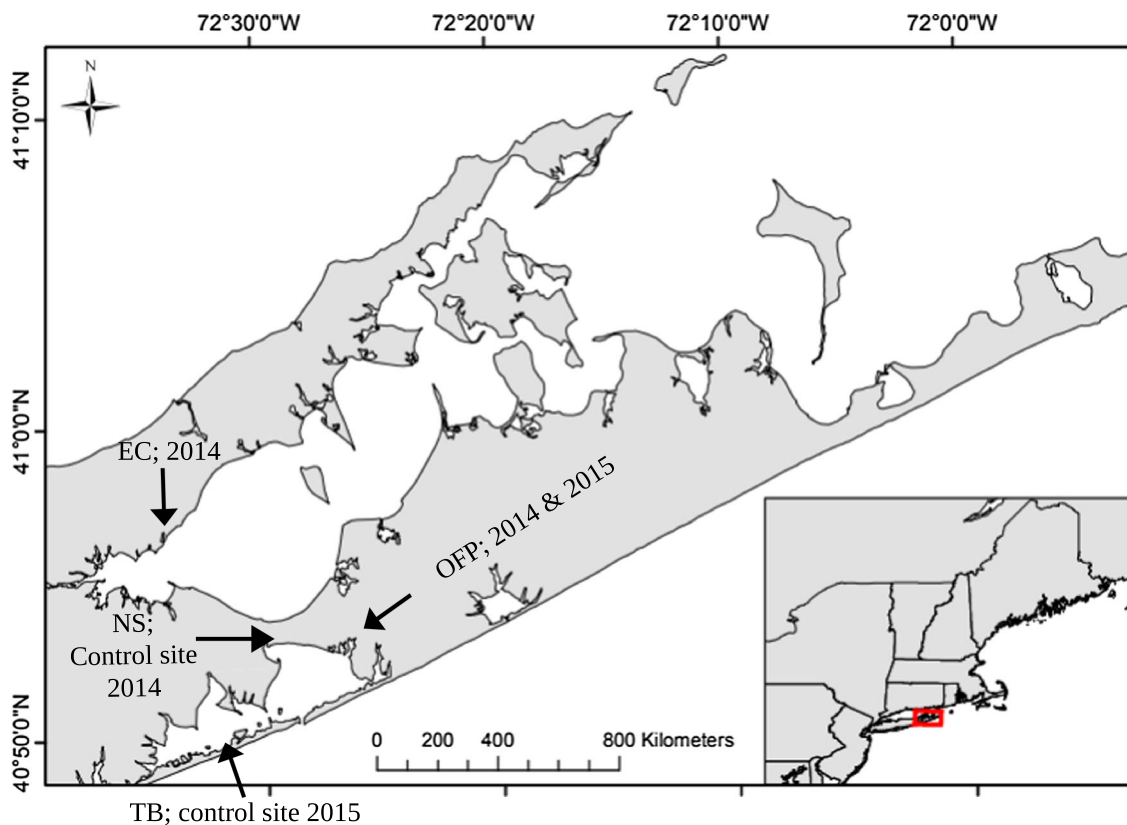 72°30'0"W 72°20'0"W 72°10'0"W 72°00'0"W
N
41°10'0"N
41°0'0"N
EC; 2014
OFP; 2014 & 2015
NS;
Control site
2014
40°50'0"N
0 200 400 800 Kilometers
TB; control site 2015